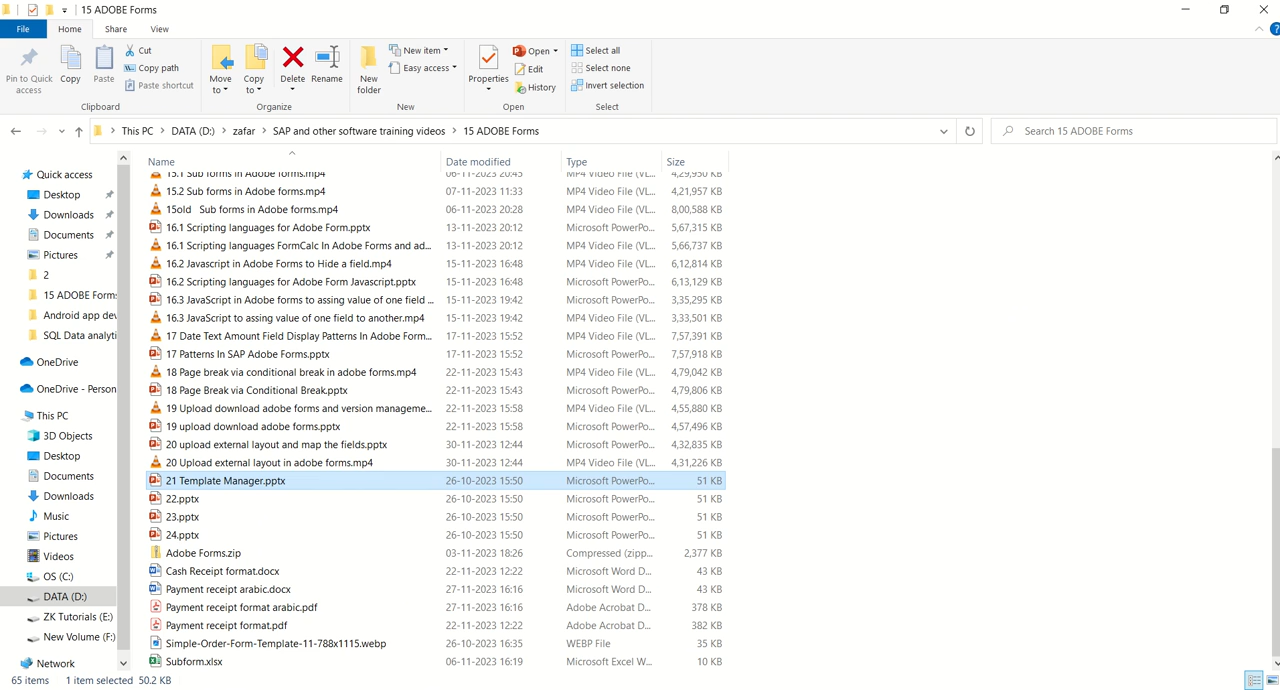 15 ADOBE Forms
File Home Share View
Pin to Quick access
Copy
Paste
Cut
Copy path
Paste shortcut
Clipboard
Move to
Copy to
Delete
Rename
Organize
New folder
New item
Easy access
New
Properties
Open
Edit
History
Open
Select all
Select none
Invert selection
Select
This PC > DATA (D:) > zafar > SAP and other software training videos > 15 ADOBE Forms
Search 15 ADOBE Forms
Quick access
Desktop
Downloads
Documents
Pictures
2
15 ADOBE Forms
Android app dev
SQL Data analyti
OneDrive
OneDrive - Person
This PC
3D Objects
Desktop
Documents
Downloads
Music
Pictures
Videos
OS (C:)
DATA (D:)
ZK Tutorials (E:)
New Volume (F:)
Network
Name Date modified Type Size
15.1 Sub forms in Adobe forms.mp4 06-11-2023 20:45 MP4 Video File (VL... 4,29,950 KB
15.2 Sub forms in Adobe forms.mp4 07-11-2023 11:33 MP4 Video File (VL... 4,21,957 KB
15old Sub forms in Adobe forms.mp4 06-11-2023 20:28 MP4 Video File (VL... 8,00,588 KB
16.1 Scripting languages for Adobe Form.pptx 13-11-2023 20:12 Microsoft PowerPo... 5,67,315 KB
16.1 Scripting languages FormCalc In Adobe Forms and ad... 13-11-2023 20:12 MP4 Video File (VL... 5,66,737 KB
16.2 Javascript in Adobe Forms to Hide a field.mp4 15-11-2023 16:48 MP4 Video File (VL... 6,12,814 KB
16.2 Scripting languages for Adobe Form Javascript.pptx 15-11-2023 16:48 Microsoft PowerPo... 6,13,129 KB
16.3 JavaScript in Adobe forms to assing value of one field ... 15-11-2023 19:42 Microsoft PowerPo... 3,35,295 KB
16.3 JavaScript to assing value of one field to another.mp4 15-11-2023 19:42 MP4 Video File (VL... 3,33,501 KB
17 Date Text Amount Field Display Patterns In Adobe Form... 17-11-2023 15:52 MP4 Video File (VL... 7,57,391 KB
17 Patterns In SAP Adobe Forms.pptx 17-11-2023 15:52 Microsoft PowerPo... 7,57,918 KB
18 Page break via conditional break in adobe forms.mp4 22-11-2023 15:43 MP4 Video File (VL... 4,79,042 KB
18 Page Break via Conditional Break.pptx 22-11-2023 15:43 Microsoft PowerPo... 4,79,806 KB
19 Upload download adobe forms and version manageme... 22-11-2023 15:58 MP4 Video File (VL... 4,55,880 KB
19 upload download adobe forms.pptx 22-11-2023 15:58 Microsoft PowerPo... 4,57,496 KB
20 upload external layout and map the fields.pptx 30-11-2023 12:44 Microsoft PowerPo... 4,32,835 KB
20 Upload external layout in adobe forms.mp4 30-11-2023 12:44 MP4 Video File (VL... 4,31,226 KB
21 Template Manager.pptx 26-10-2023 15:50 Microsoft PowerPo... 51 KB
22.pptx 26-10-2023 15:50 Microsoft PowerPo... 51 KB
23.pptx 26-10-2023 15:50 Microsoft PowerPo... 51 KB
24.pptx 26-10-2023 15:50 Microsoft PowerPo... 51 KB
Adobe Forms.zip 03-11-2023 18:26 Compressed (zipp... 2,377 KB
Cash Receipt format.docx 22-11-2023 12:22 Microsoft Word D... 43 KB
Payment receipt arabic.docx 27-11-2023 16:16 Microsoft Word D... 43 KB
Payment receipt format arabic.pdf 27-11-2023 16:16 Adobe Acrobat D... 378 KB
Payment receipt format.pdf 22-11-2023 12:22 Adobe Acrobat D... 382 KB
Simple-Order-Form-Template-11-788x1115.webp 26-10-2023 16:35 WEBP File 35 KB
Subform.xlsx 06-11-2023 16:19 Microsoft Excel W... 10 KB
65 items 1 item selected 50.2 KB